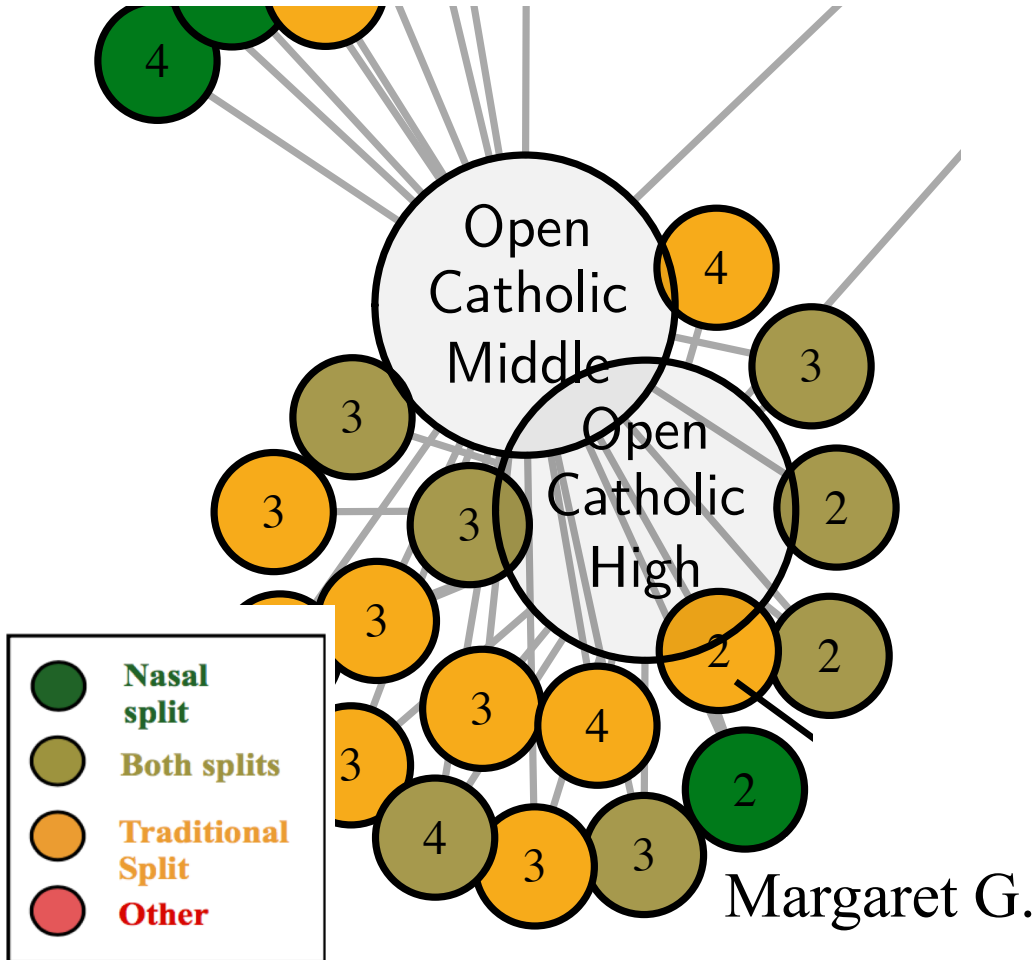 4
Open
Catholic
Middle
4
3
3
Open
Catholic
High
3
3
2
3
2
2
3
4
3
2
4
3
3
Nasal
split
Both splits
Traditional
Split
Other
Margaret G.